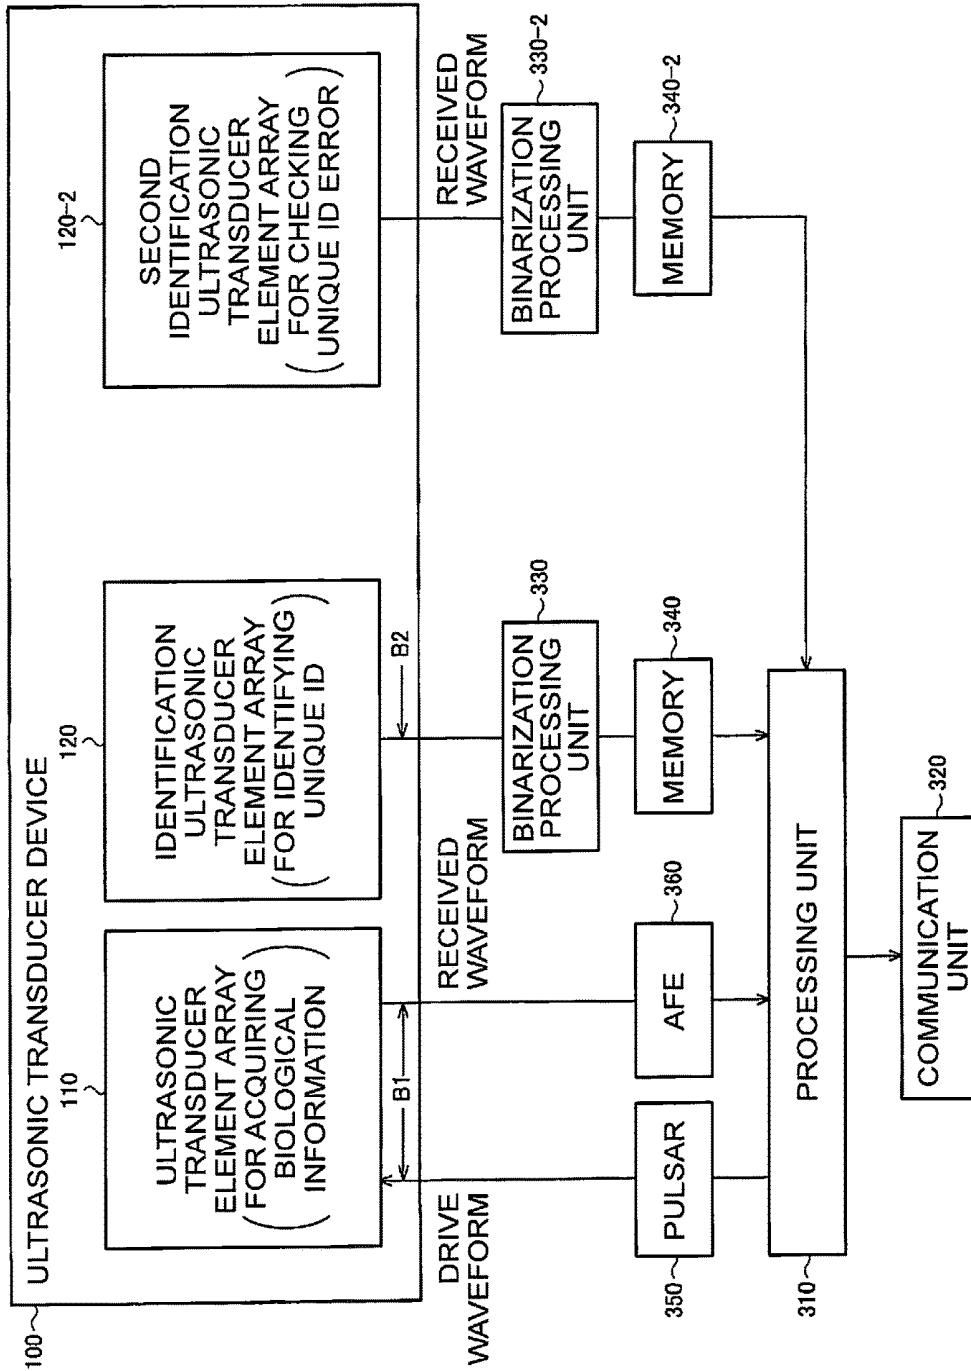 100
ULTRASONIC TRANSDUCER DEVICE
110
ULTRASONIC
TRANSDUCER
ELEMENT ARRAY
(FOR ACQUIRING
BIOLOGICAL
INFORMATION)
120
IDENTIFICATION
ULTRASONIC
TRANSDUCER
ELEMENT ARRAY
(FOR IDENTIFYING
UNIQUE ID)
120-2
SECOND
IDENTIFICATION
ULTRASONIC
TRANSDUCER
ELEMENT ARRAY
(FOR CHECKING
UNIQUE ID ERROR)
B1
B2
DRIVE
WAVEFORM
RECEIVED
WAVEFORM
RECEIVED
WAVEFORM
BINARIZATION
PROCESSING
UNIT
330
BINARIZATION
PROCESSING
UNIT
330-2
350
PULSAR
AFE
360
MEMORY
340
MEMORY
340-2
310
PROCESSING UNIT
COMMUNICATION
UNIT
320